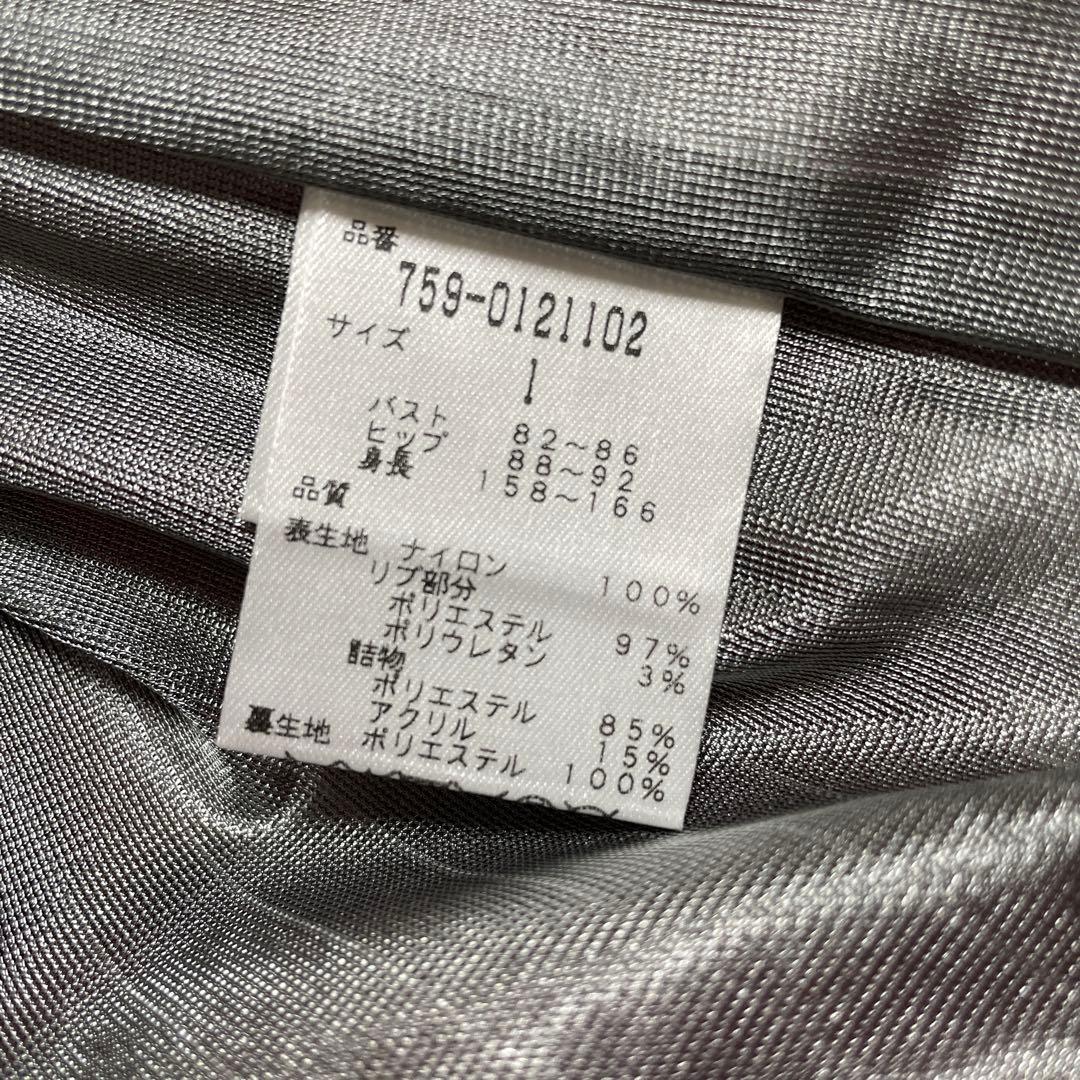 品番
759-0121102
サイズ
1
バスト 82～86
ヒップ 88～92
身長 158～166
品質
表生地 ナイロン 100%
リブ部分
ポリエステル 97%
ポリウレタン 3%
詰物
ポリエステル 85%
アクリル 15%
裏生地 ポリエステル 100%